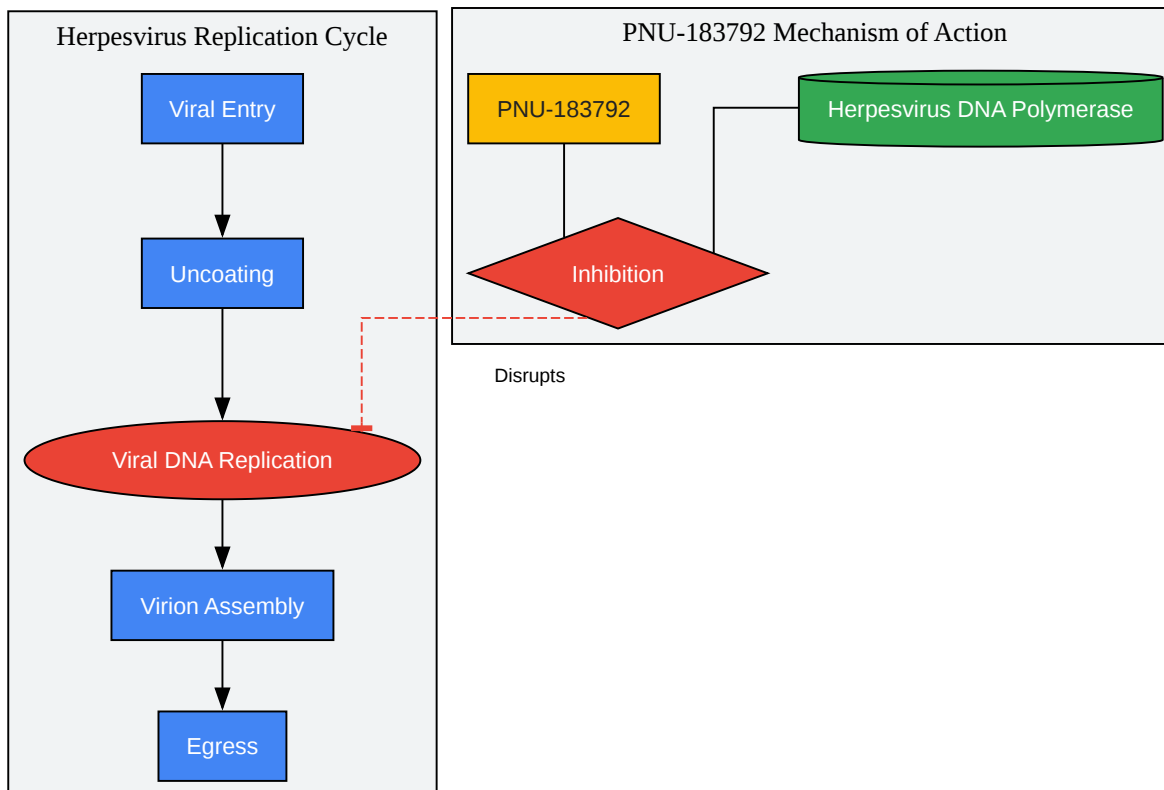 Herpesvirus Replication Cycle
Viral Entry
Uncoating
Viral DNA Replication
Virion Assembly
Egress
PNU-183792 Mechanism of Action
PNU-183792
Herpesvirus DNA Polymerase
Inhibition
Disrupts